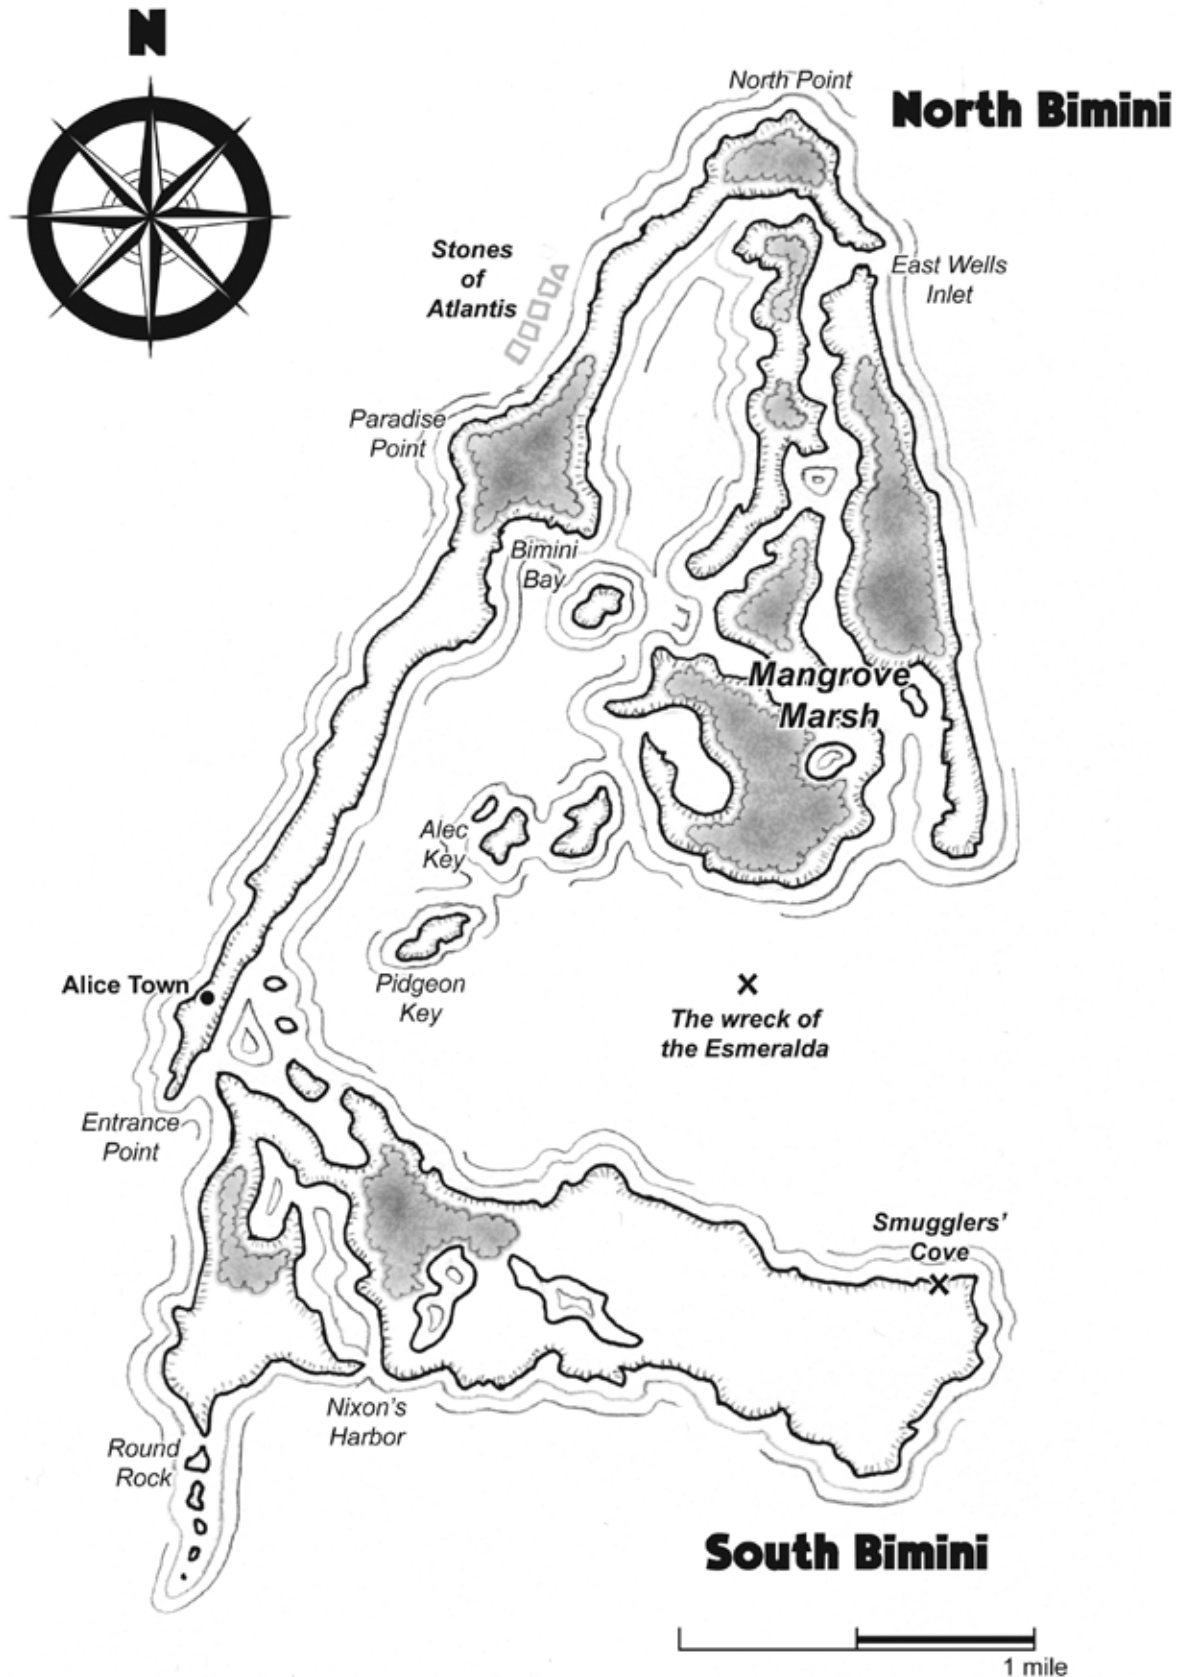 N
North Point
North Bimini
Stones
of
Atlantis
East Wells
Inlet
Paradise
Point
Bimini
Bay
Mangrove
Marsh
Alec
Key
Alice Town
Pidgeon
Key
The wreck of
the Esmeralda
Entrance
Point
Smugglers’
Cove
Nixon’s
Harbor
Round
Rock
South Bimini
1 mile